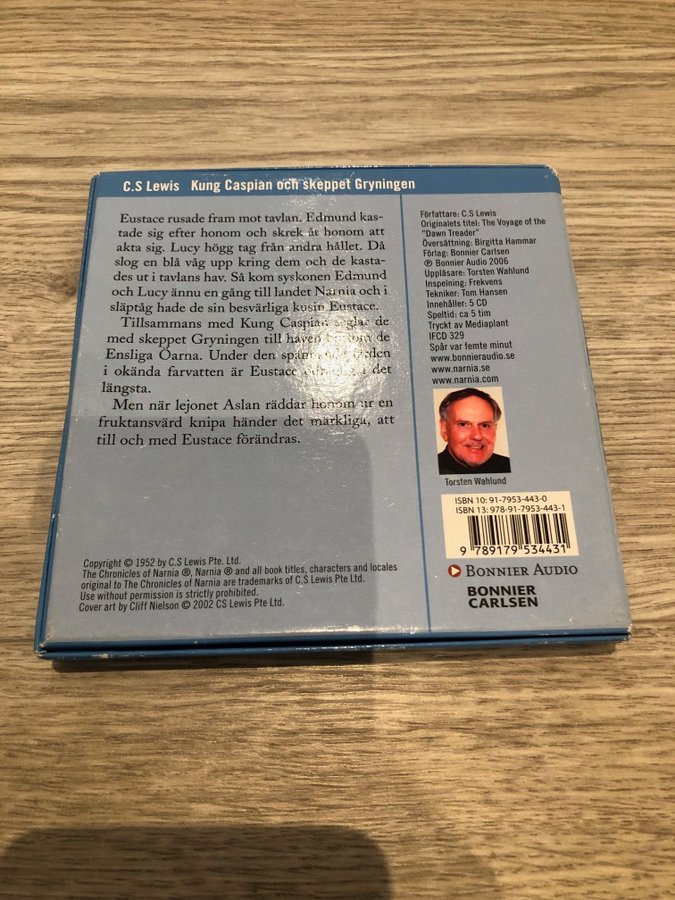 C.S Lewis Kung Caspian och skeppet Gryningen
Eustace rusade fram mot tavlan. Edmund kas-
tade sig efter honom och skrek åt honom att
akta sig. Lucy högg tag från andra hållet. Då
slog en blå våg upp kring dem och de kasta-
des ut i tavlans hav. Så kom syskonen Edmund
och Lucy ännu en gång till landet Narnia och i
släptåg hade de sin besvärliga kusin Eustace.
Tillsammans med Kung Caspian seglar de
med skeppet Gryningen till haven bortom de
Ensliga Öarna. Under den
i okända farvatten är Eustace det
längsta.
Men när lejonet Aslan räddar honom ur en
fruktansvärd knipa händer det märkliga, att
till och med Eustace förändras.
Copyright © 1952 by C.S Lewis Pte. Ltd.
The Chronicles of Narnia ®, Narnia ® and all book titles, characters and locales
original to The Chronicles of Narnia are trademarks of C.S Lewis Pte Ltd.
Use without permission is strictly prohibited.
Cover art by Cliff Nielson © 2002 CS Lewis Pte Ltd.
Författare: C.S Lewis
Originalets titel: The Voyage of the
"Dawn Treader"
Översättning: Birgitta Hammar
Förlag: Bonnier Carlsen
℗ Bonnier Audio 2006
Uppläsare: Torsten Wahlund
Inspelning: Frekvens
Tekniker: Tom Hansen
Innehåller: 5 CD
Speltid: ca 5 tim
Tryckt av Mediaplant
IFCD 329
Spår var femte minut
www.bonnieraudio.se
www.narnia.se
www.narnia.com
Torsten Wahlund
ISBN 10: 91-7953-443-0
ISBN 13: 978-91-7953-443-1
9 789179 534431
BONNIER AUDIO
BONNIER
CARLSEN